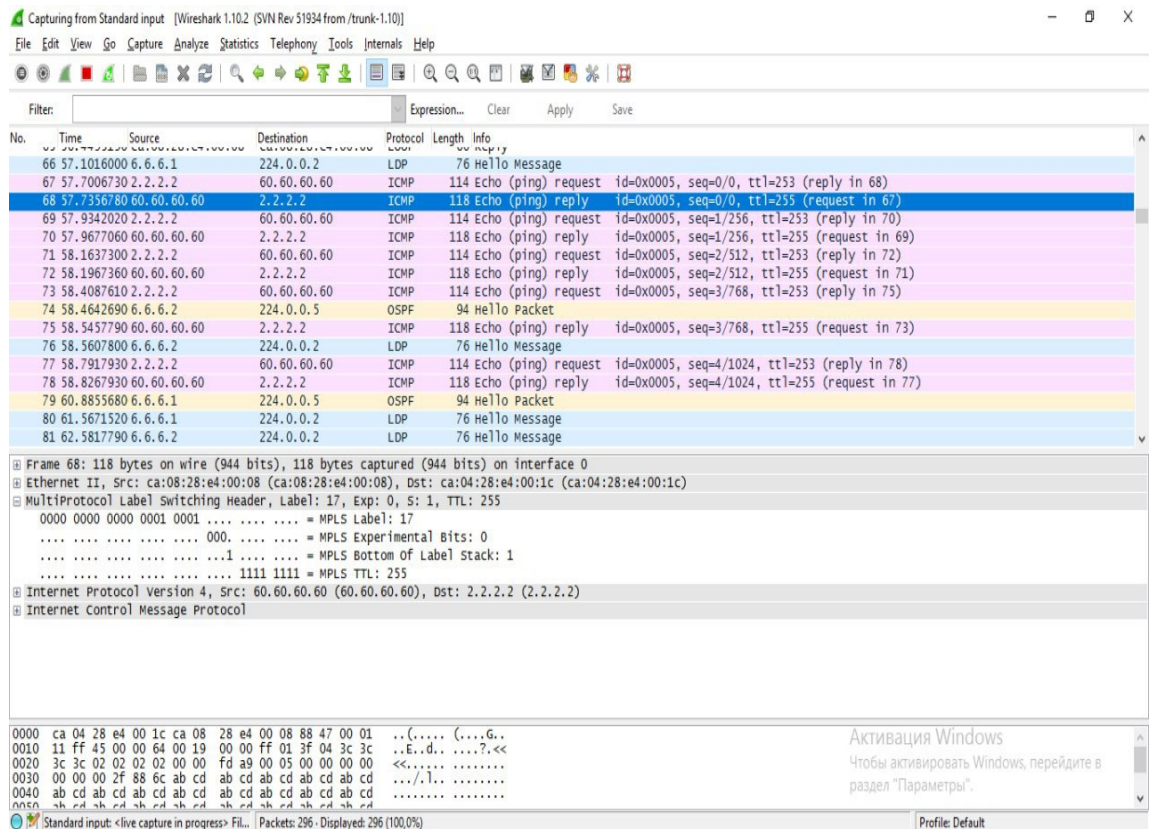 Capturing from Standard input [Wireshark 1.10.2 (SVN Rev 51934 from /trunk-1.10)]
File Edit View Go Capture Analyze Statistics Telephony Tools Internals Help
Filter: Expression... Clear Apply Save
No. Time Source Destination Protocol Length Info
66 57.1016000 6.6.6.1 224.0.0.2 LDP 76 Hello Message
67 57.7006730 2.2.2.2 60.60.60.60 ICMP 114 Echo (ping) request id=0x0005, seq=0/0, ttl=253 (reply in 68)
68 57.7356780 60.60.60.60 2.2.2.2 ICMP 118 Echo (ping) reply id=0x0005, seq=0/0, ttl=255 (request in 67)
69 57.9342020 2.2.2.2 60.60.60.60 ICMP 114 Echo (ping) request id=0x0005, seq=1/256, ttl=253 (reply in 70)
70 57.9677060 60.60.60.60 2.2.2.2 ICMP 118 Echo (ping) reply id=0x0005, seq=1/256, ttl=255 (request in 69)
71 58.1637300 2.2.2.2 60.60.60.60 ICMP 114 Echo (ping) request id=0x0005, seq=2/512, ttl=253 (reply in 72)
72 58.1967360 60.60.60.60 2.2.2.2 ICMP 118 Echo (ping) reply id=0x0005, seq=2/512, ttl=255 (request in 71)
73 58.4087610 2.2.2.2 60.60.60.60 ICMP 114 Echo (ping) request id=0x0005, seq=3/768, ttl=253 (reply in 75)
74 58.4642690 6.6.6.2 224.0.0.5 OSPF 94 Hello Packet
75 58.5457790 60.60.60.60 2.2.2.2 ICMP 118 Echo (ping) reply id=0x0005, seq=3/768, ttl=255 (request in 73)
76 58.5607800 6.6.6.2 224.0.0.2 LDP 76 Hello Message
77 58.7917930 2.2.2.2 60.60.60.60 ICMP 114 Echo (ping) request id=0x0005, seq=4/1024, ttl=253 (reply in 78)
78 58.8267930 60.60.60.60 2.2.2.2 ICMP 118 Echo (ping) reply id=0x0005, seq=4/1024, ttl=255 (request in 77)
79 60.8855680 6.6.6.1 224.0.0.5 OSPF 94 Hello Packet
80 61.5671520 6.6.6.1 224.0.0.2 LDP 76 Hello Message
81 62.5817790 6.6.6.2 224.0.0.2 LDP 76 Hello Message
Frame 68: 118 bytes on wire (944 bits), 118 bytes captured (944 bits) on interface 0
Ethernet II, Src: ca:08:28:e4:00:08 (ca:08:28:e4:00:08), Dst: ca:04:28:e4:00:1c (ca:04:28:e4:00:1c)
MultiProtocol Label Switching Header, Label: 17, Exp: 0, S: 1, TTL: 255
0000 0000 0000 0001 0001 .... .... .... = MPLS Label: 17
.... .... .... .... .... 000. .... .... = MPLS Experimental Bits: 0
.... .... .... .... .... ...1 .... .... = MPLS Bottom Of Label Stack: 1
.... .... .... .... .... .... 1111 1111 = MPLS TTL: 255
Internet Protocol Version 4, Src: 60.60.60.60 (60.60.60.60), Dst: 2.2.2.2 (2.2.2.2)
Internet Control Message Protocol
0000 ca 04 28 e4 00 1c ca 08 28 e4 00 08 88 47 00 01 ..(..... (....G..
0010 11 ff 45 00 00 64 00 19 00 00 ff 01 3f 04 3c 3c ..E..d.. ....?.<<
0020 3c 3c 02 02 02 02 00 00 fd a9 00 05 00 00 00 00 <<...... ........
0030 00 00 00 2f 88 6c ab cd ab cd ab cd ab cd ab cd .../.l.. ........
0040 ab cd ab cd ab cd ab cd ab cd ab cd ab cd ab cd ........ ........
0050 ab cd ab cd ab cd ab cd ab cd ab cd ab cd ab cd
Активация Windows
Чтобы активировать Windows, перейдите в
раздел "Параметры".
Standard input: <live capture in progress> Fil... Packets: 296 · Displayed: 296 (100,0%) Profile: Default